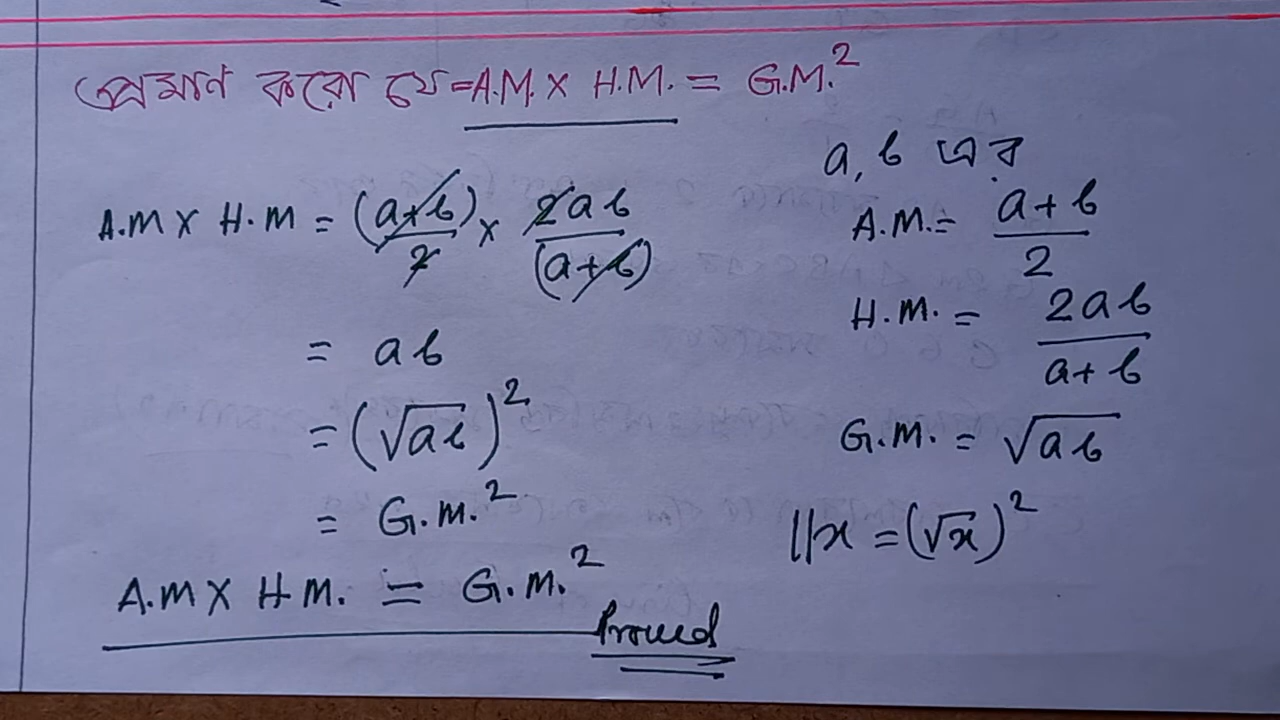 প্রমাণ করো যে = A.M. × H.M. = G.M.²
a, b এর
A.M × H.M = (a+b)/2 × 2ab/(a+b)
A.M. = a+b/2
H.M. = 2ab/a+b
= ab
= (√ab)²
G.M. = √ab
= G.M.²
||x = (√x)²
A.M × H.M. = G.M.²
Proved